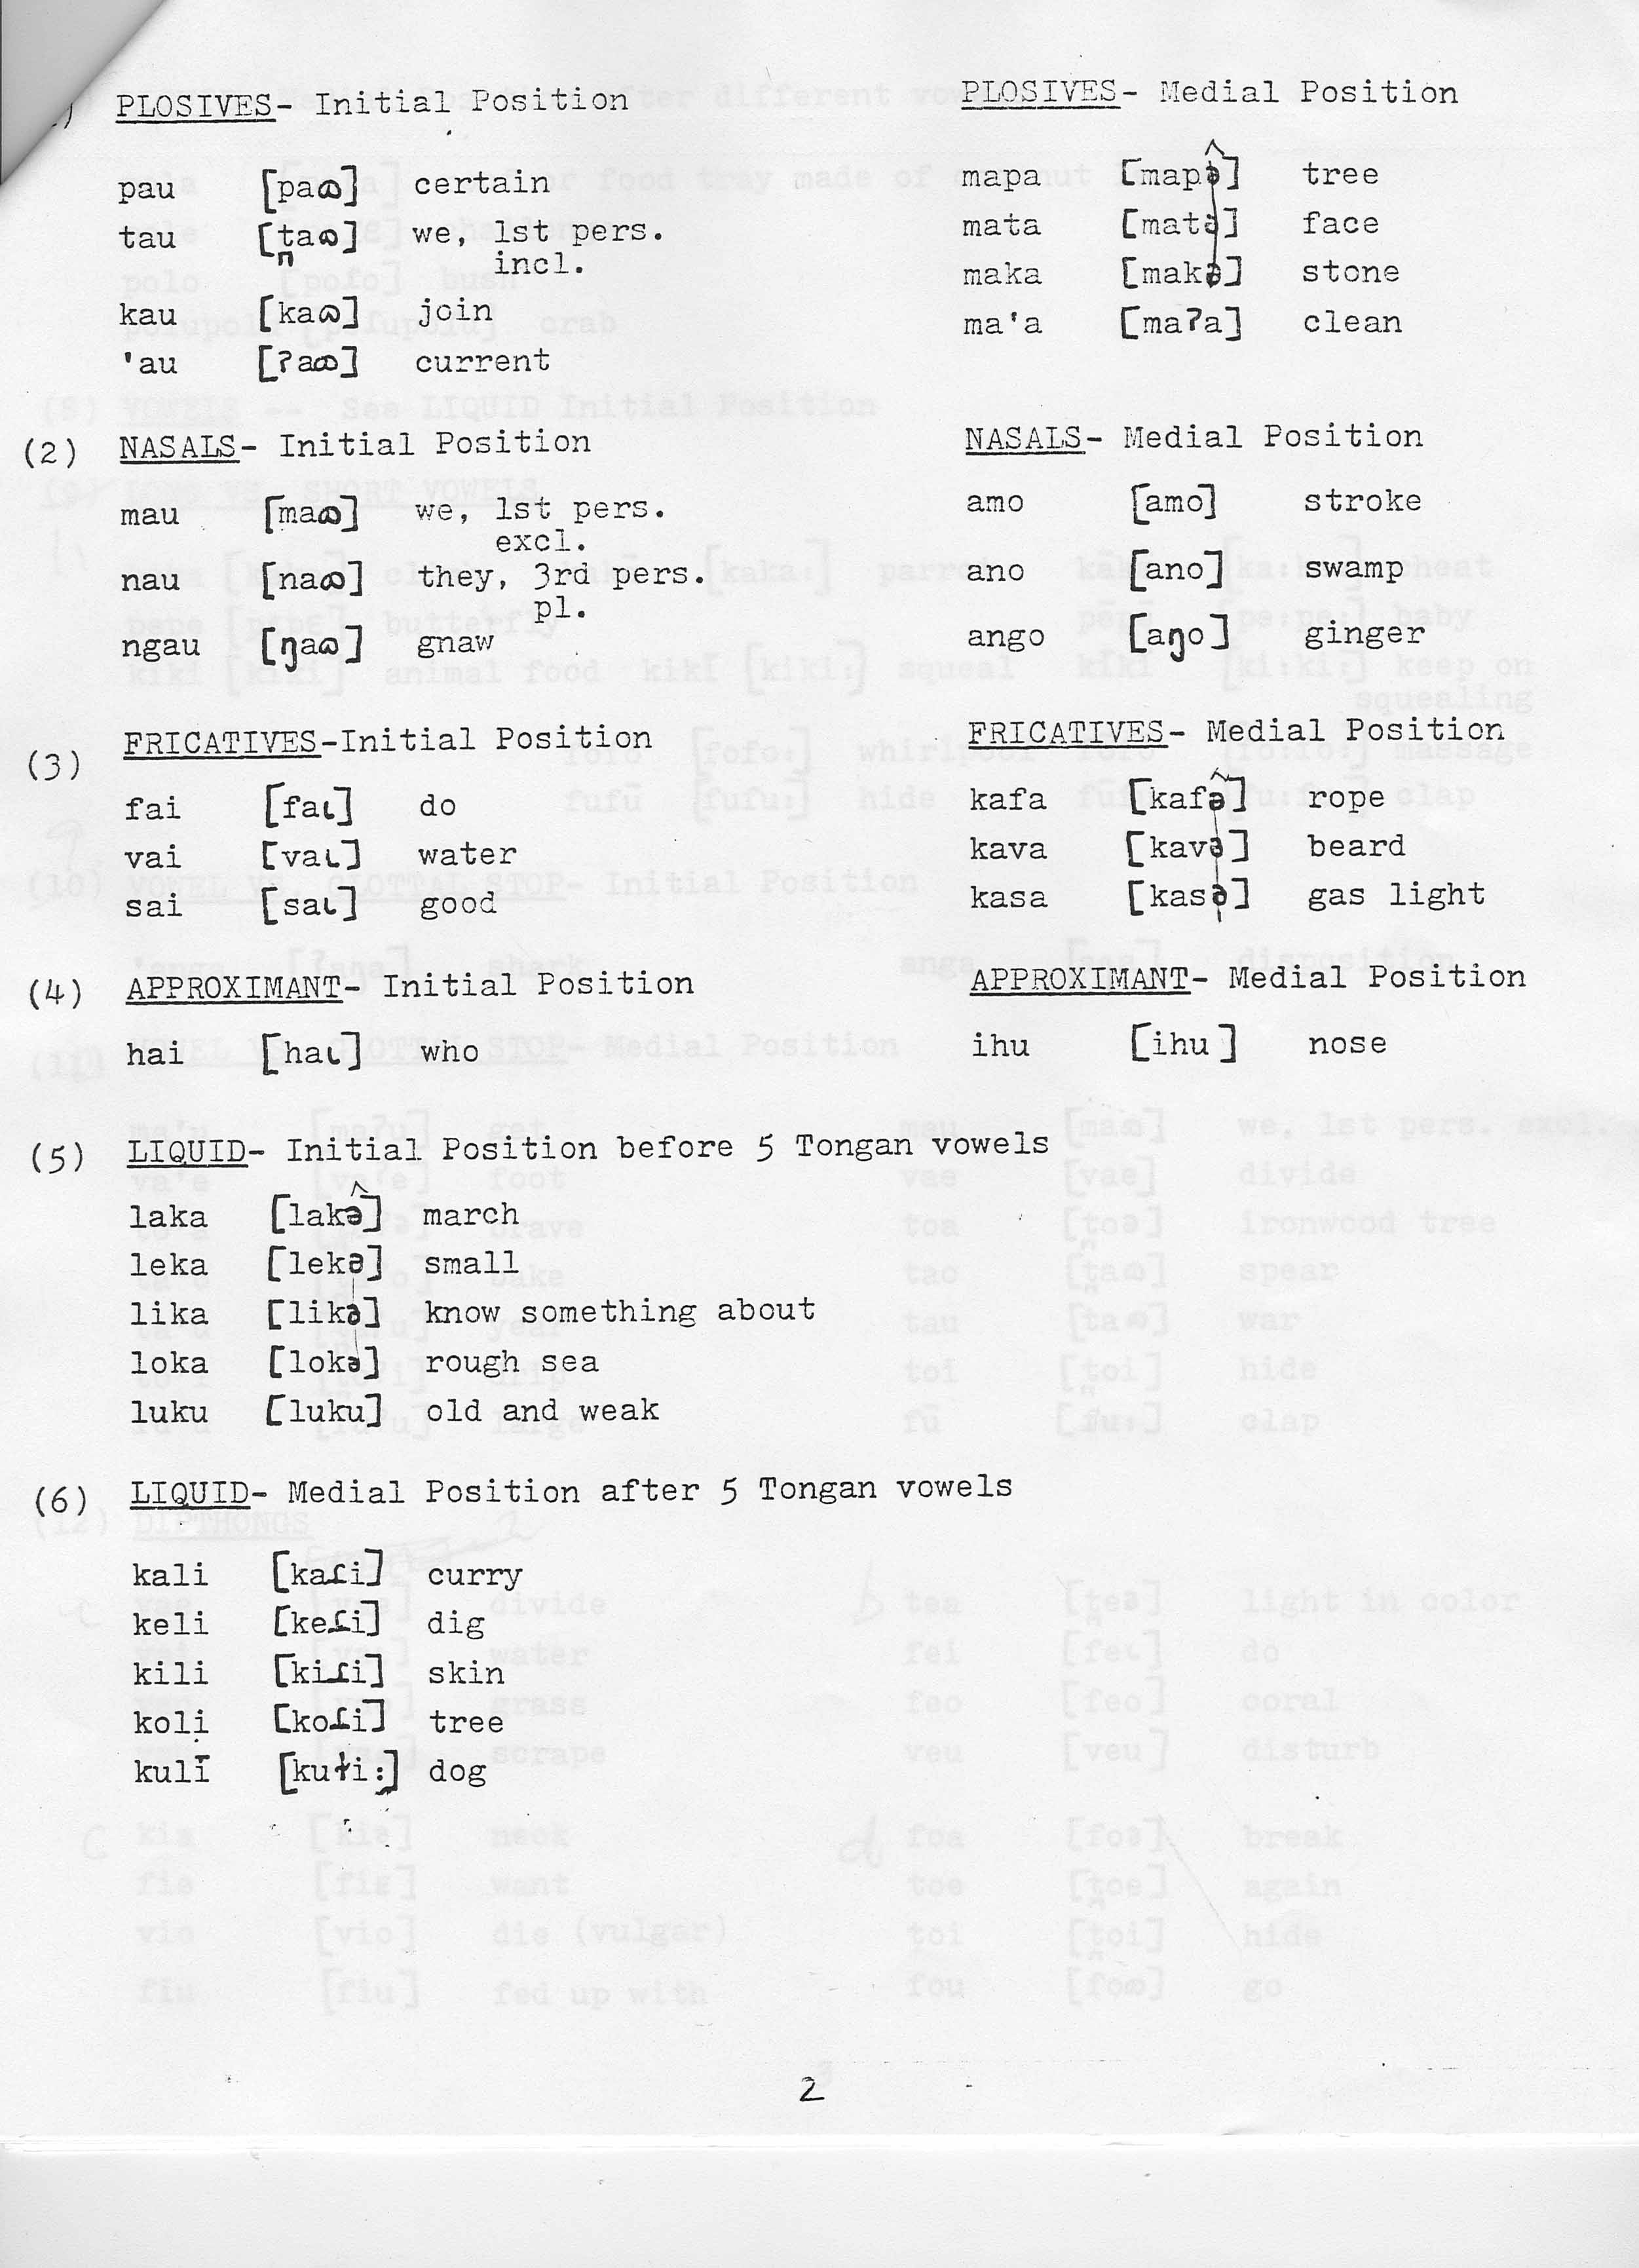 PLOSIVES- Initial Position
pau [paɷ] certain
tau [t̪aɷ] we, 1st pers.
incl.
kau [kaɷ] join
'au [ʔaɷ] current
PLOSIVES- Medial Position
mapa [mapə] tree
mata [matə] face
maka [makə] stone
ma'a [maʔa] clean
(2) NASALS- Initial Position
mau [maɷ] we, 1st pers.
excl.
nau [naɷ] they, 3rd pers.
pl.
ngau [ŋaɷ] gnaw
NASALS- Medial Position
amo [amo] stroke
ano [ano] swamp
ango [aŋo] ginger
(3) FRICATIVES-Initial Position
fai [faɩ] do
vai [vaɩ] water
sai [saɩ] good
FRICATIVES- Medial Position
kafa [kafə] rope
kava [kavə] beard
kasa [kasə] gas light
(4) APPROXIMANT- Initial Position
hai [haɩ] who
APPROXIMANT- Medial Position
ihu [ihu] nose
(5) LIQUID- Initial Position before 5 Tongan vowels
laka [lakə] march
leka [lekə] small
lika [likə] know something about
loka [lokə] rough sea
luku [luku] old and weak
(6) LIQUID- Medial Position after 5 Tongan vowels
kali [kaɺi] curry
keli [keɺi] dig
kili [kiɺi] skin
koli [koɺi] tree
kulī [kuɫi:] dog
2